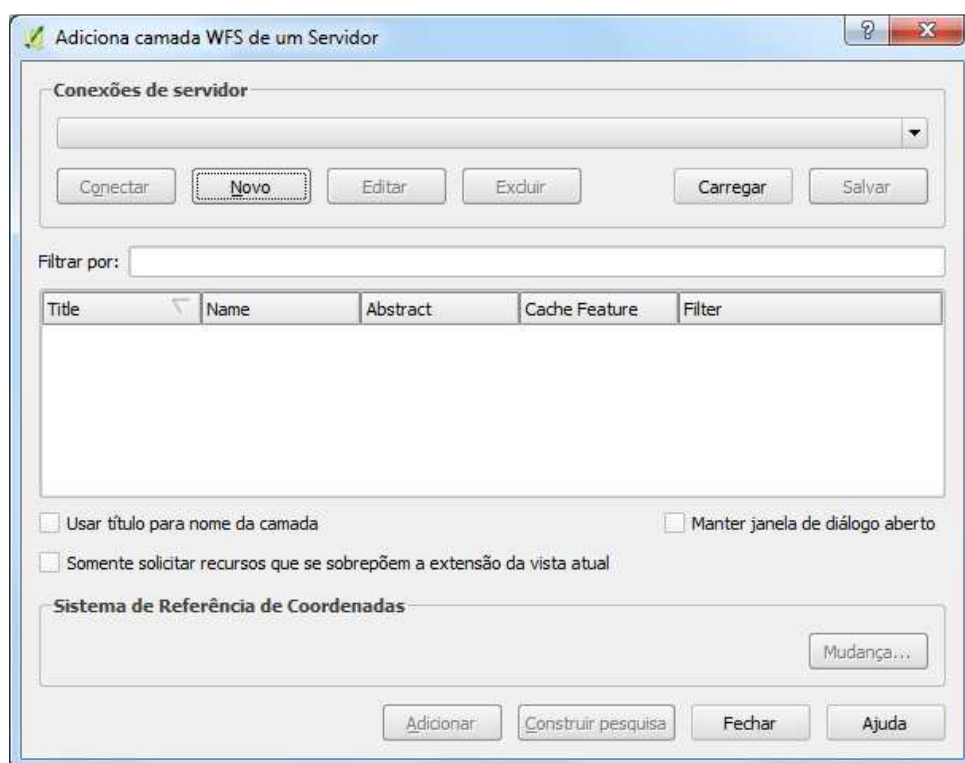 Adiciona camada WFS de um Servidor
Conexões de servidor
Conectar Novo Editar Excluir Carregar Salvar
Filtrar por:
Title Name Abstract Cache Feature Filter
Usar título para nome da camada Manter janela de diálogo aberto
Somente solicitar recursos que se sobrepõem a extensão da vista atual
Sistema de Referência de Coordenadas
Mudança...
Adicionar Construir pesquisa Fechar Ajuda